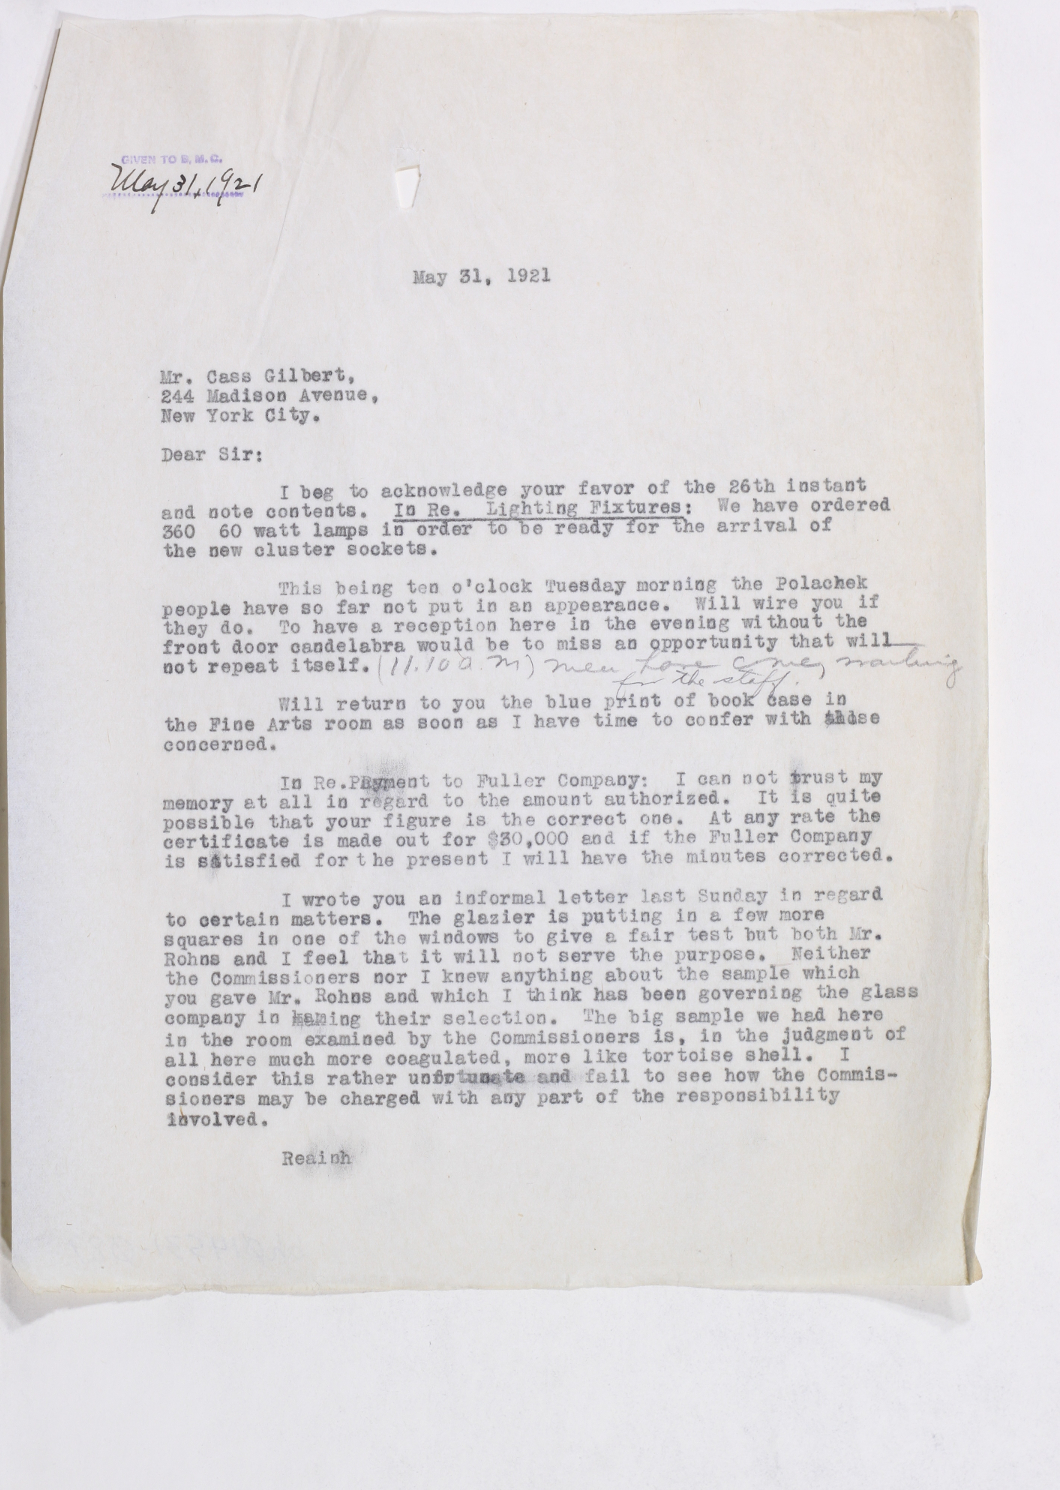 GIVEN TO B. M. C.
May 31, 1921
May 31, 1921
Mr. Cass Gilbert,
244 Madison Avenue,
New York City.
Dear Sir:
I beg to acknowledge your favor of the 26th instant
and note contents. In Re. Lighting Fixtures: We have ordered
360 60 watt lamps in order to be ready for the arrival of
the new cluster sockets.
This being ten o'clock Tuesday morning the Polachek
people have so far not put in an appearance. Will wire you if
they do. To have a reception here in the evening without the
front door candelabra would be to miss an opportunity that will
not repeat itself. (11.10 a.m) men have come, waiting
for the stuff.
Will return to you the blue print of book case in
the Fine Arts room as soon as I have time to confer with those
concerned.
In Re.Payment to Fuller Company: I can not trust my
memory at all in regard to the amount authorized. It is quite
possible that your figure is the correct one. At any rate the
certificate is made out for $30,000 and if the Fuller Company
is satisfied for the present I will have the minutes corrected.
I wrote you an informal letter last Sunday in regard
to certain matters. The glazier is putting in a few more
squares in one of the windows to give a fair test but both Mr.
Rohns and I feel that it will not serve the purpose. Neither
the Commissioners nor I knew anything about the sample which
you gave Mr. Rohns and which I think has been governing the glass
company in making their selection. The big sample we had here
in the room examined by the Commissioners is, in the judgment of
all here much more coagulated, more like tortoise shell. I
consider this rather unfortunate and fail to see how the Commis-
sioners may be charged with any part of the responsibility
involved.